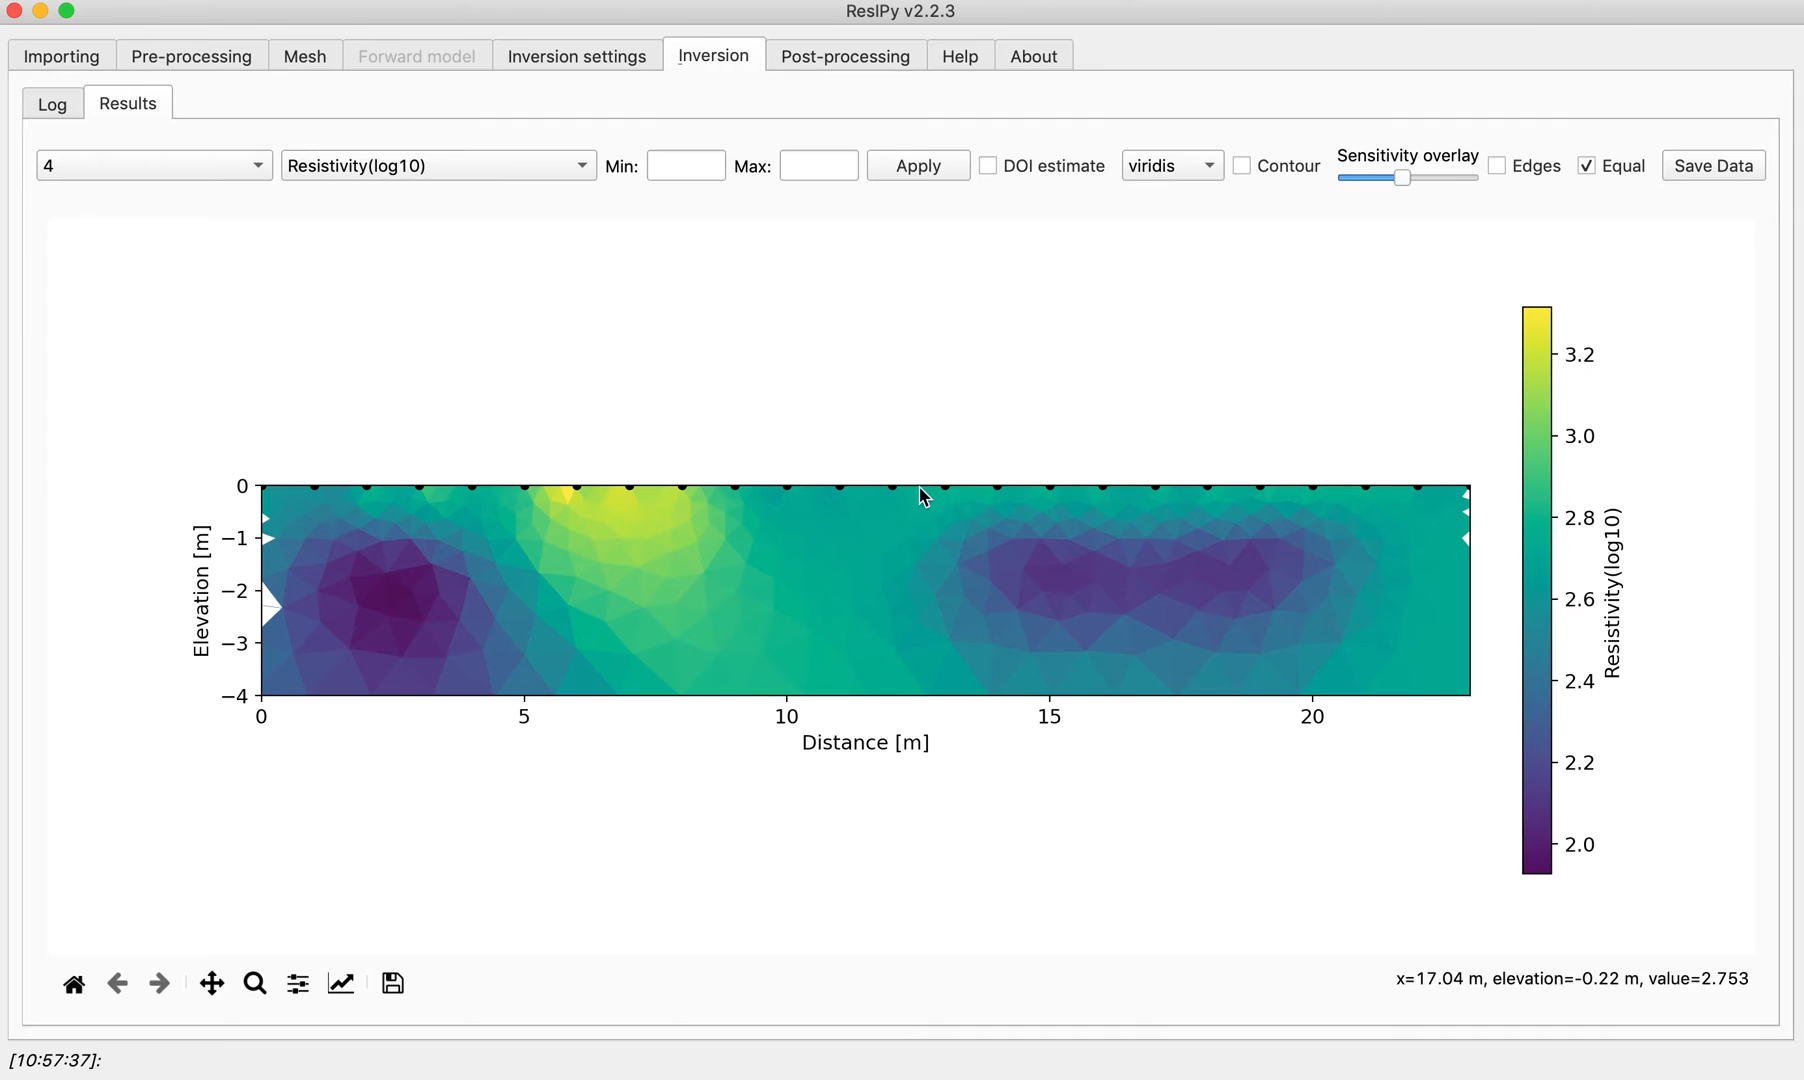 ResIPy v2.2.3
Importing Pre-processing Mesh Forward model Inversion settings Inversion Post-processing Help About
Log Results
4 Resistivity(log10) Min: Max: Apply DOI estimate viridis Contour Sensitivity overlay Edges Equal Save Data
3.2
3.0
2.8
2.6
2.4
2.2
2.0
Resistivity(log10)
0
−1
−2
−3
−4
Elevation [m]
0 5 10 15 20
Distance [m]
x=17.04 m, elevation=-0.22 m, value=2.753
[10:57:37]: